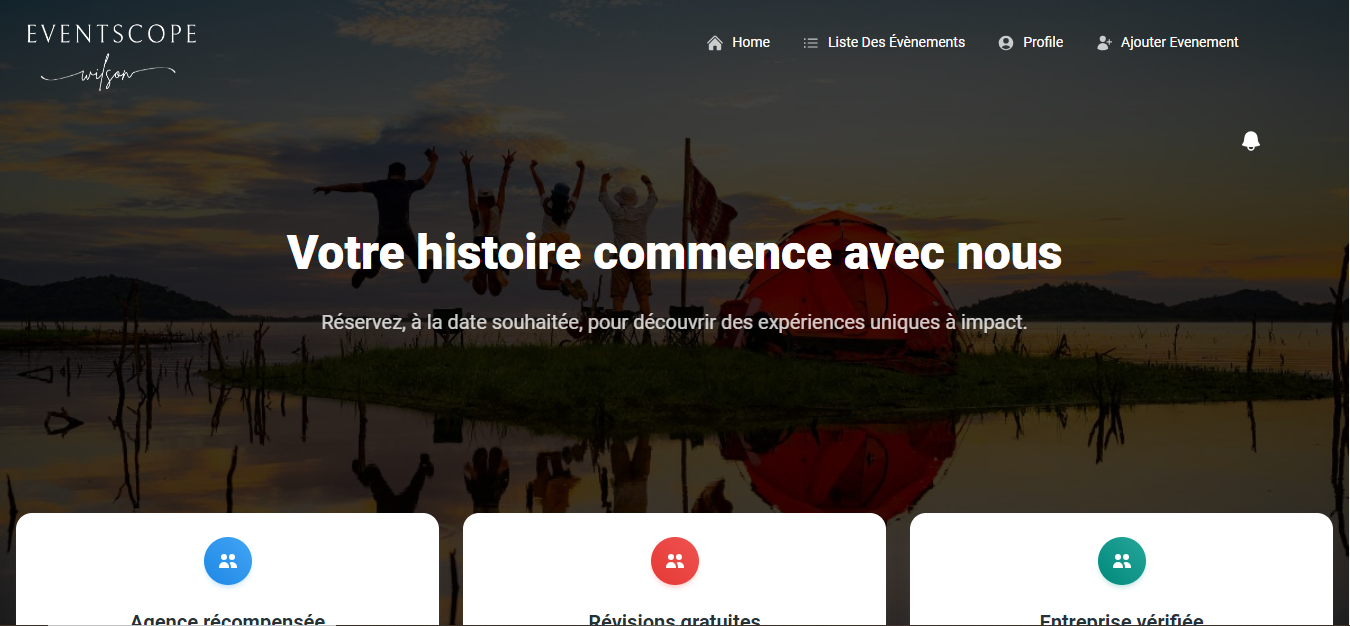 EVENTSCOPE
wilson
Home
Liste Des Évènements
Profile
Ajouter Evenement
Votre histoire commence avec nous
Réservez, à la date souhaitée, pour découvrir des expériences uniques à impact.
Agence récompensée
Révisions gratuites
Entreprise vérifiée